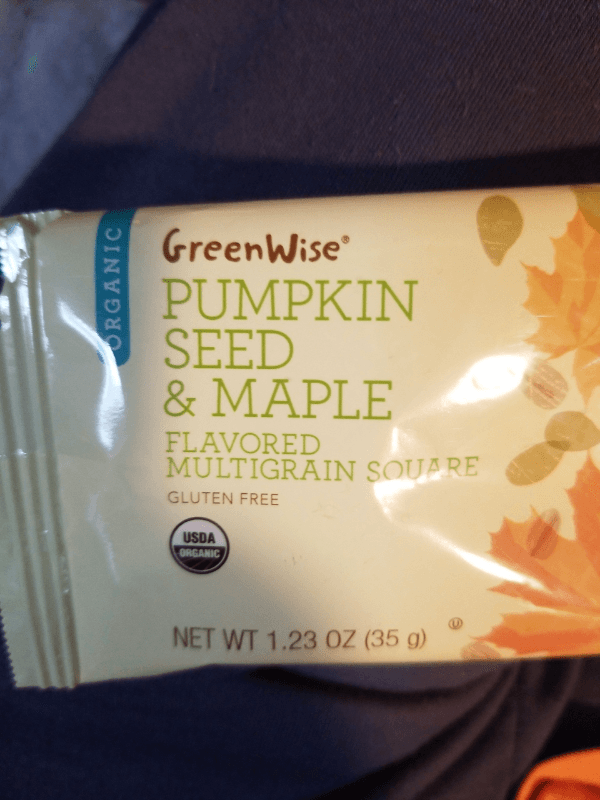 ORGANIC
GreenWise®
PUMPKIN
SEED
& MAPLE
FLAVORED
MULTIGRAIN SQUARE
GLUTEN FREE
USDA
ORGANIC
NET WT 1.23 OZ (35 g)
Ⓤ